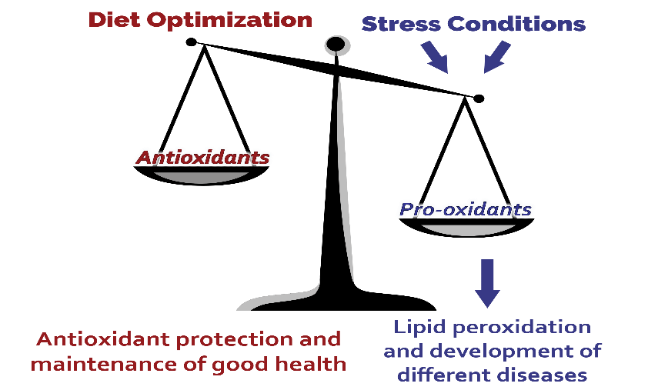 Diet Optimization
Stress Conditions
Antioxidants
Pro-oxidants
Antioxidant protection and
maintenance of good health
Lipid peroxidation
and development of
different diseases